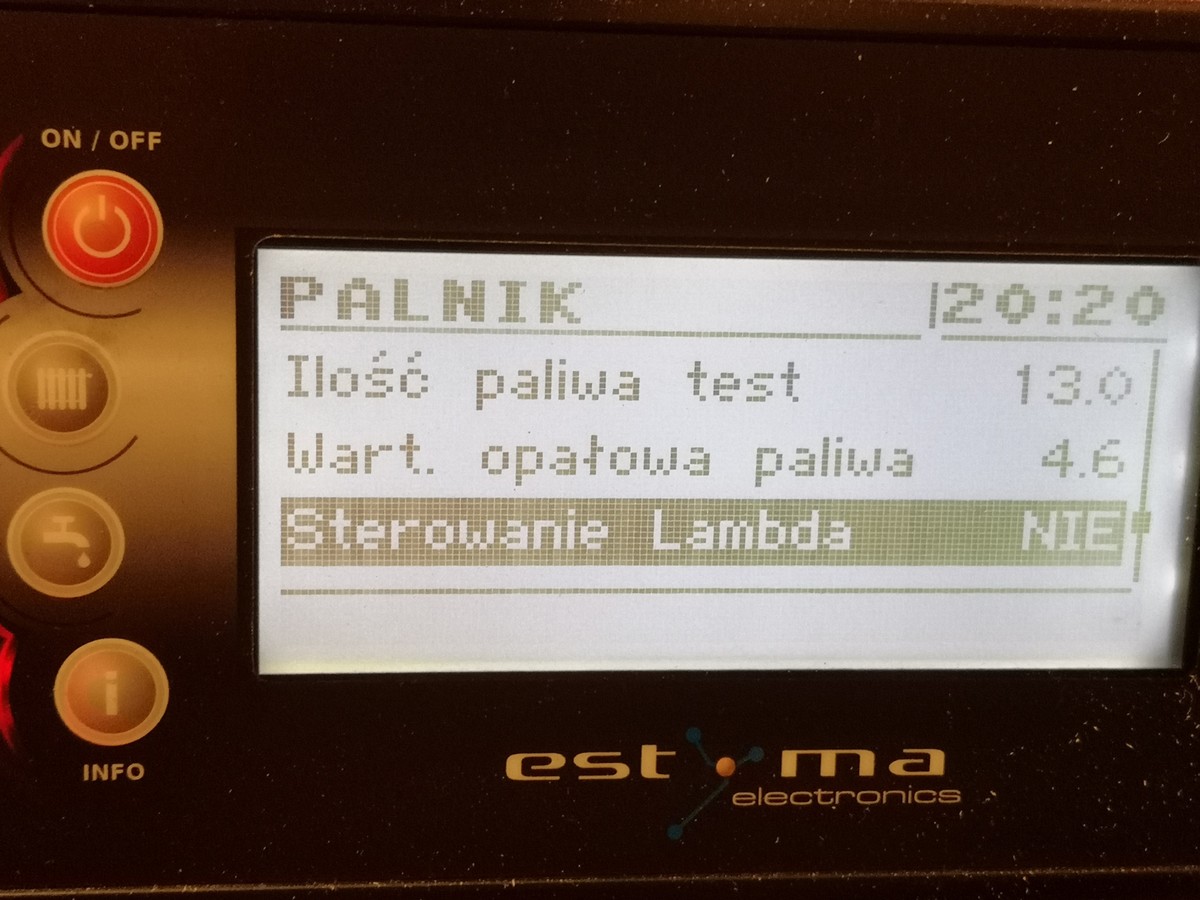 ON / OFF
PALNIK 20:20
Ilość paliwa test 13.0
Wart. opałowa paliwa 4.6
Sterowanie Lambda NIE
i
INFO
estyma
electronics